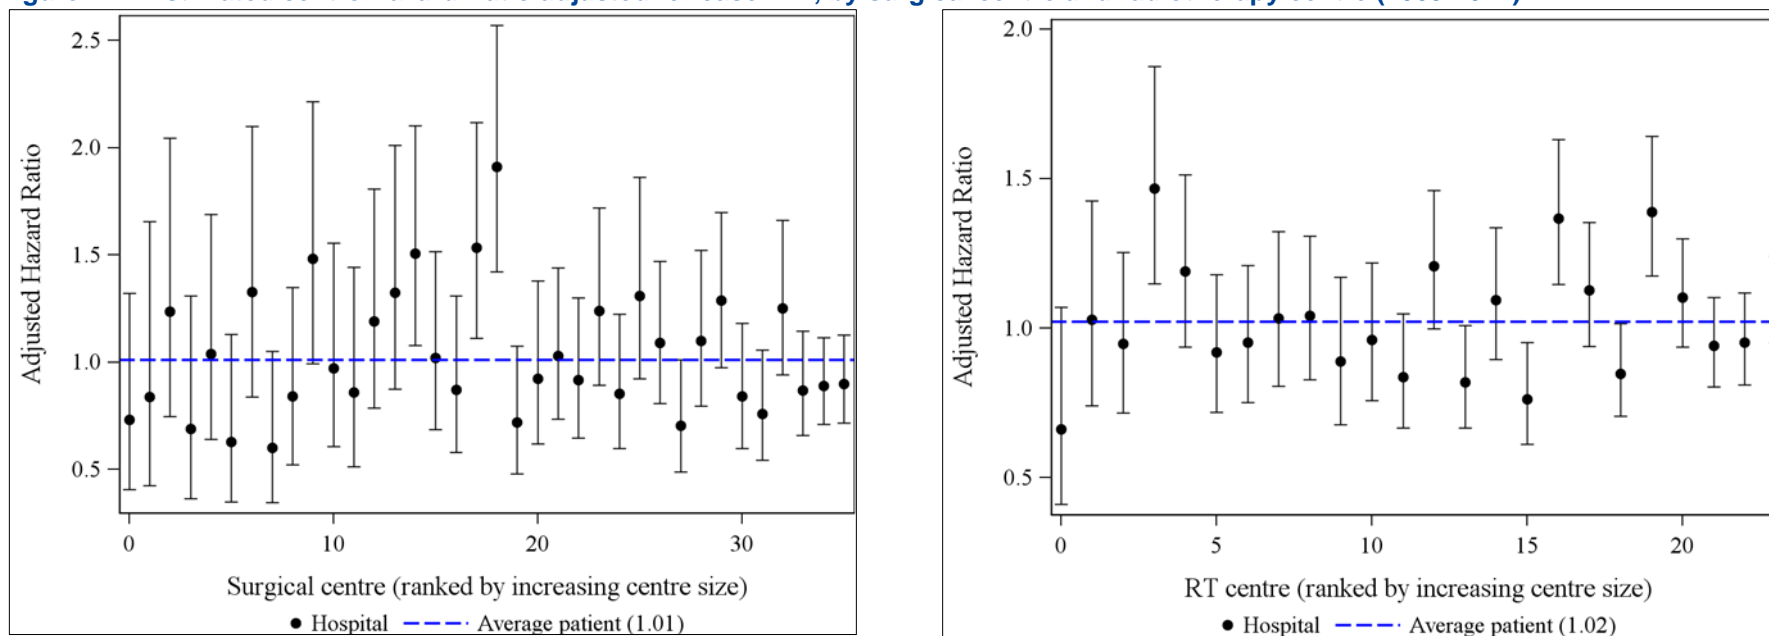 2.5
2.0
1.5
1.0
0.5
Adjusted Hazard Ratio
0 10 20 30
Surgical centre (ranked by increasing centre size)
Hospital Average patient (1.01)
2.0
1.5
1.0
0.5
Adjusted Hazard Ratio
0 5 10 15 20
RT centre (ranked by increasing centre size)
Hospital Average patient (1.02)